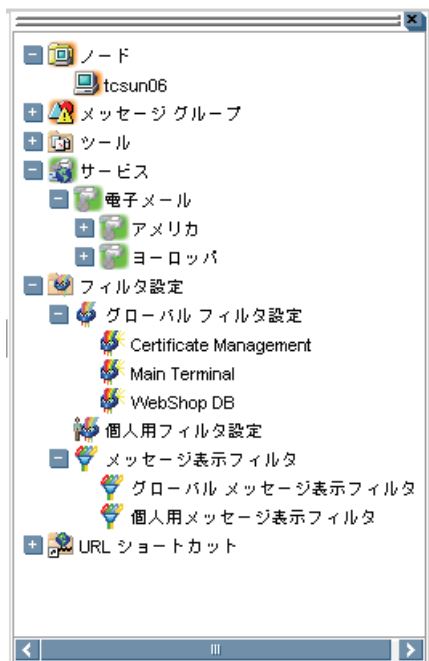 ノード
tcsun06
メッセージ グループ
ツール
サービス
電子メール
アメリカ
ヨーロッパ
フィルタ設定
グローバル フィルタ設定
Certificate Management
Main Terminal
WebShop DB
個人用フィルタ設定
メッセージ表示フィルタ
グローバル メッセージ表示フィルタ
個人用メッセージ表示フィルタ
URL ショートカット